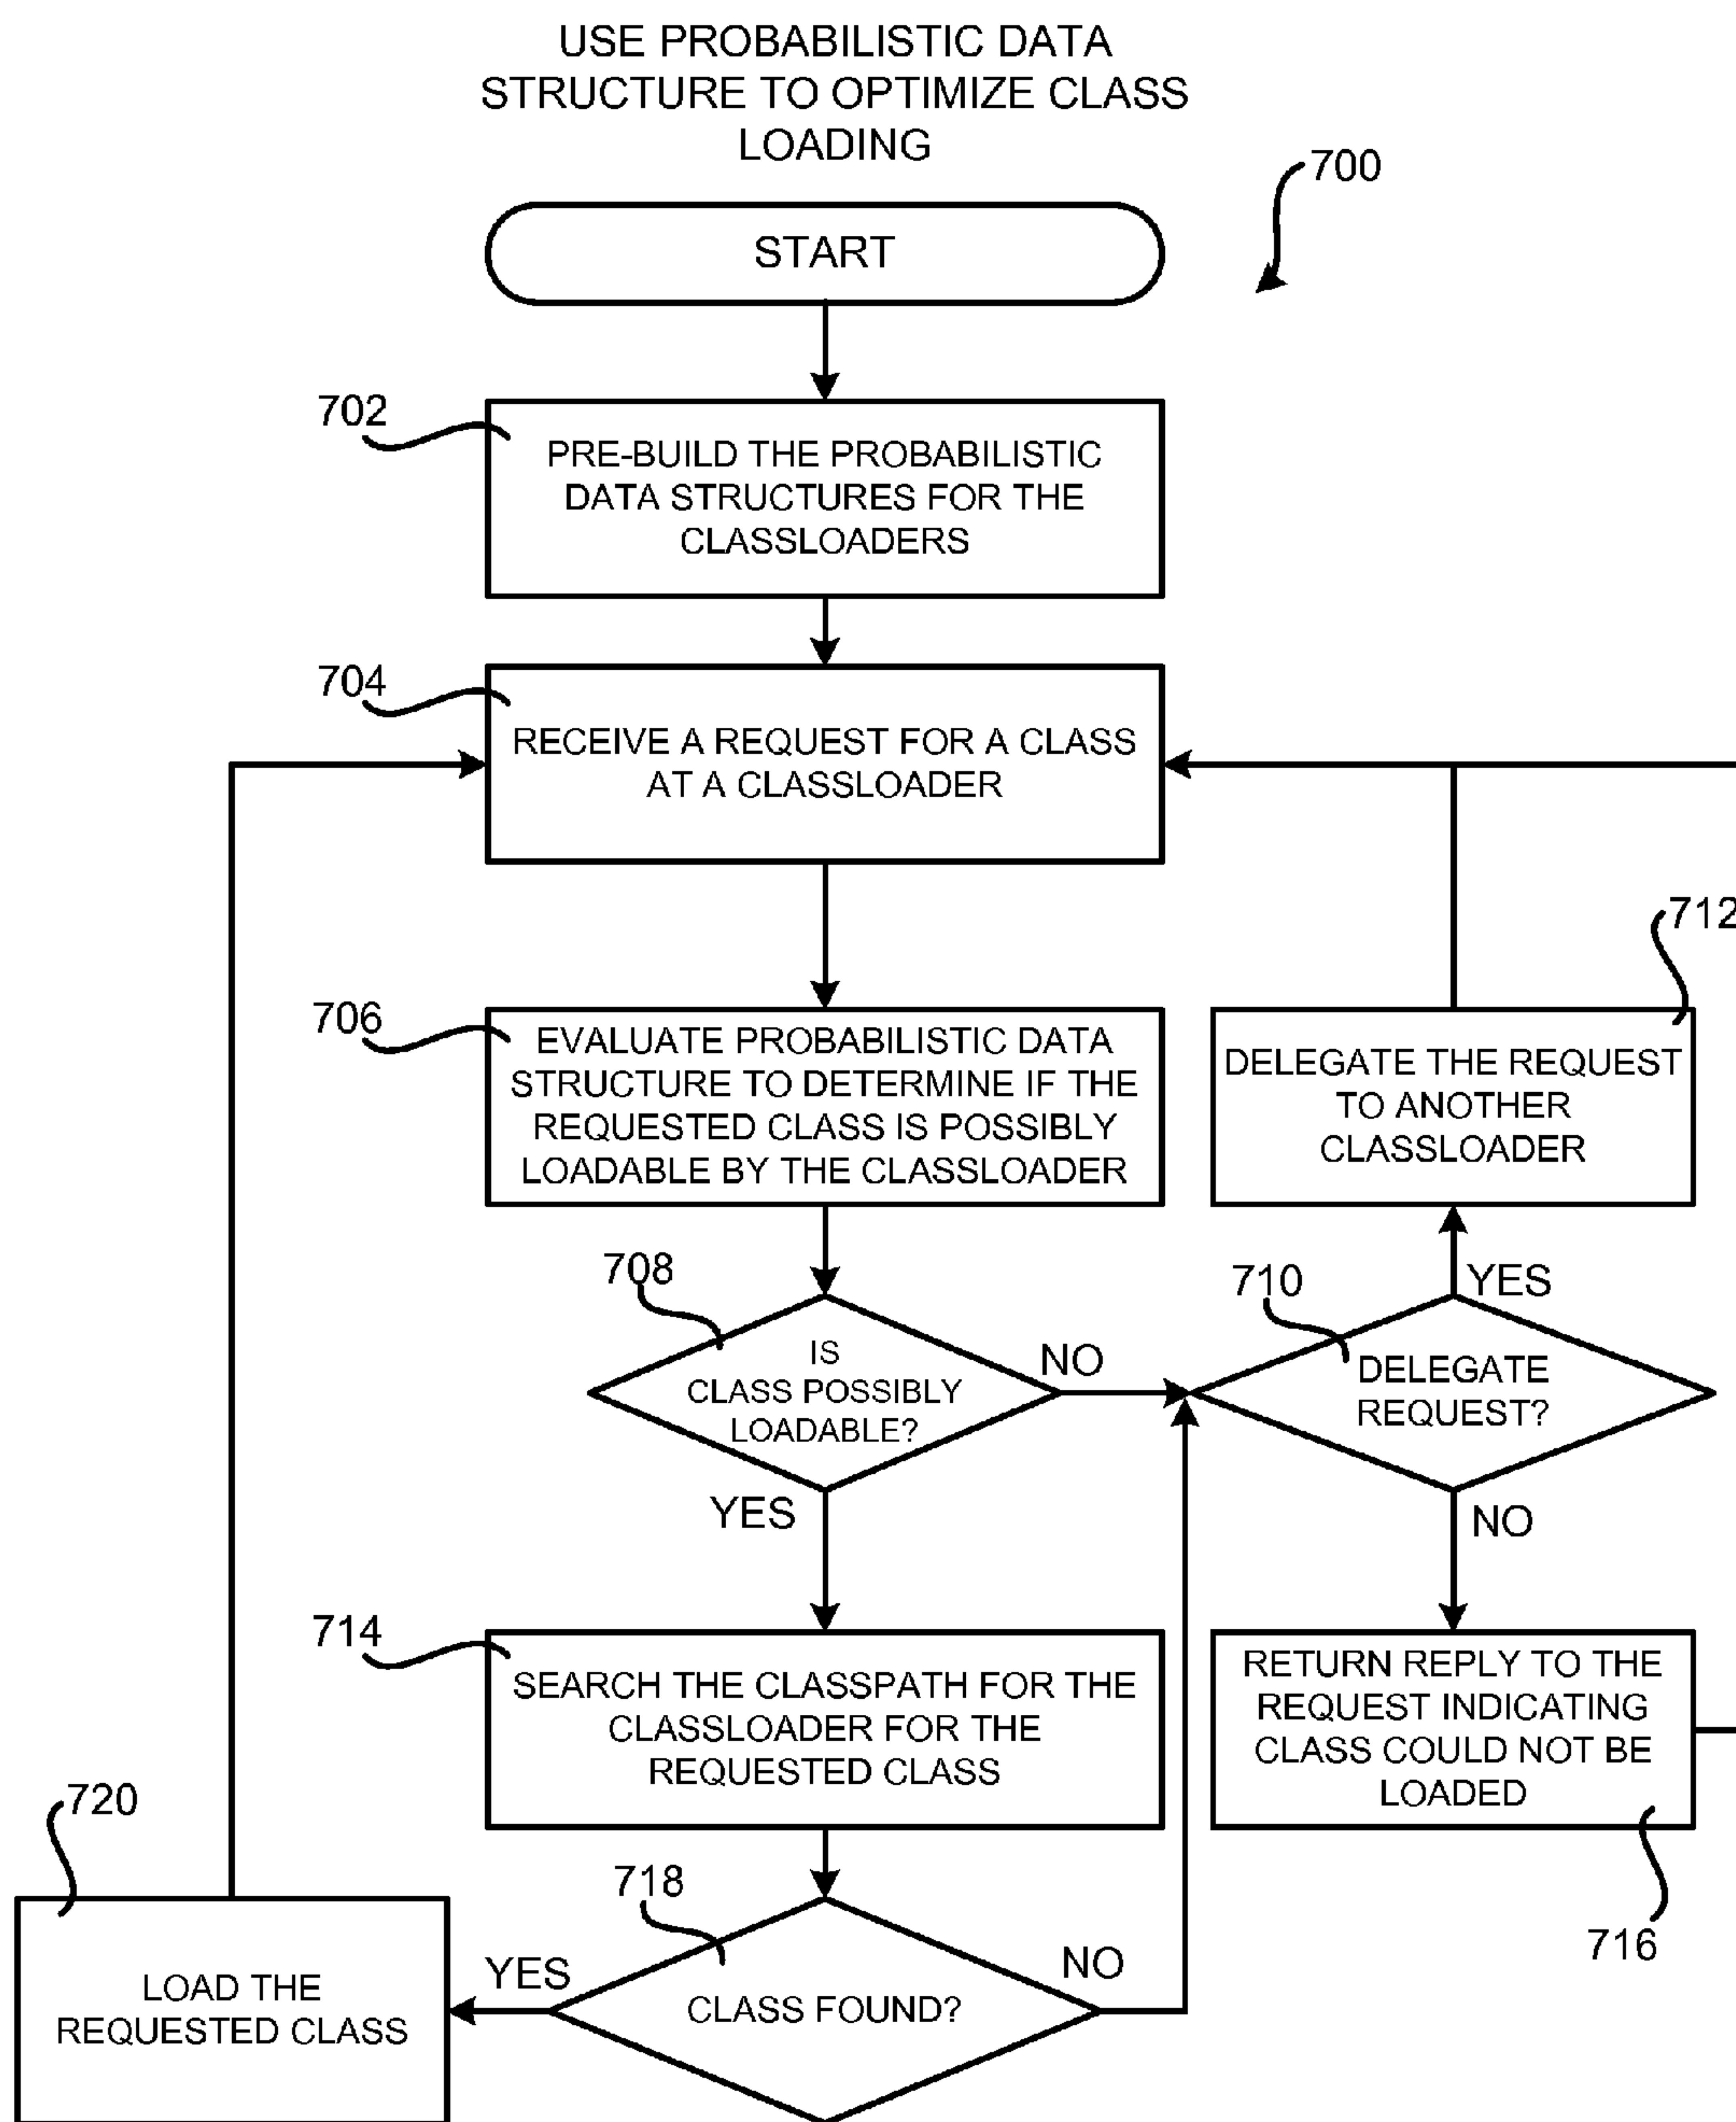 USE PROBABILISTIC DATA
STRUCTURE TO OPTIMIZE CLASS
LOADING
700
START
702
PRE-BUILD THE PROBABILISTIC
DATA STRUCTURES FOR THE
CLASSLOADERS
704
RECEIVE A REQUEST FOR A CLASS
AT A CLASSLOADER
712
706
EVALUATE PROBABILISTIC DATA
STRUCTURE TO DETERMINE IF THE
REQUESTED CLASS IS POSSIBLY
LOADABLE BY THE CLASSLOADER
DELEGATE THE REQUEST
TO ANOTHER
CLASSLOADER
708
IS
CLASS POSSIBLY
LOADABLE?
NO
YES
710
YES
DELEGATE
REQUEST?
NO
714
SEARCH THE CLASSPATH FOR THE
CLASSLOADER FOR THE
REQUESTED CLASS
RETURN REPLY TO THE
REQUEST INDICATING
CLASS COULD NOT BE
LOADED
716
718
CLASS FOUND?
YES
NO
720
LOAD THE
REQUESTED CLASS